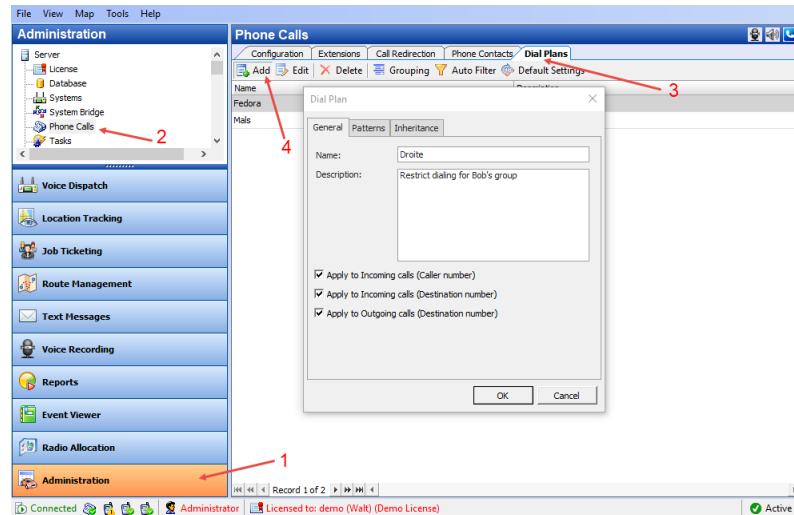 File View Map Tools Help
Administration
Phone Calls
Server
License
Database
Systems
System Bridge
Phone Calls
Tasks
2
Configuration Extensions Call Redirection Phone Contacts Dial Plans
Add Edit Delete Grouping Auto Filter Default Settings
3
Name
Fedora
Mals
4
Dial Plan
General Patterns Inheritance
Name: Droite
Description: Restrict dialing for Bob's group
Apply to Incoming calls (Caller number)
Apply to Incoming calls (Destination number)
Apply to Outgoing calls (Destination number)
OK Cancel
Voice Dispatch
Location Tracking
Job Ticketing
Route Management
Text Messages
Voice Recording
Reports
Event Viewer
Radio Allocation
Administration
1
Record 1 of 2
Connected Administrator Licensed to: demo (Walt) (Demo License) Active